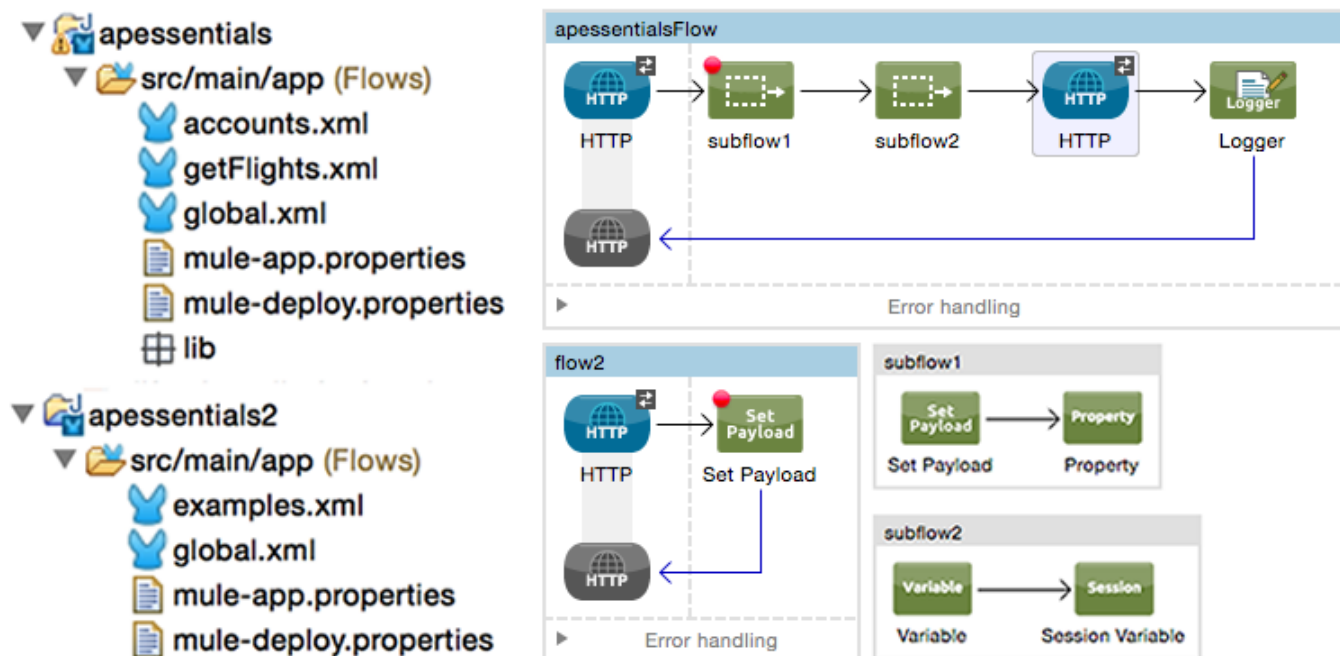 apessentials
src/main/app (Flows)
accounts.xml
getFlights.xml
global.xml
mule-app.properties
mule-deploy.properties
lib
apessentials2
src/main/app (Flows)
examples.xml
global.xml
mule-app.properties
mule-deploy.properties
apessentialsFlow
HTTP
HTTP
Logger
HTTP
subflow1
subflow2
HTTP
Logger
HTTP
Error handling
flow2
HTTP
Set
Payload
HTTP
Set Payload
HTTP
Error handling
subflow1
Set
Payload
Property
Set Payload
Property
subflow2
Variable
Session
Variable
Session Variable